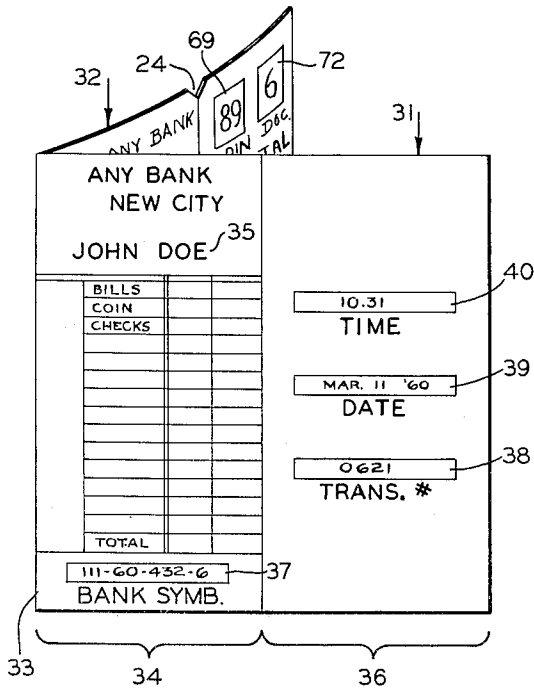 69
72
24
32
31
ANY BANK
89
6
DOC.
ANY BANK
NEW CITY
JOHN DOE
35
BILLS
COIN
CHECKS
TOTAL
111-60-432-6
37
BANK SYMB.
10.31
40
TIME
MAR. 11 '60
39
DATE
0621
38
TRANS. #
33
34
36